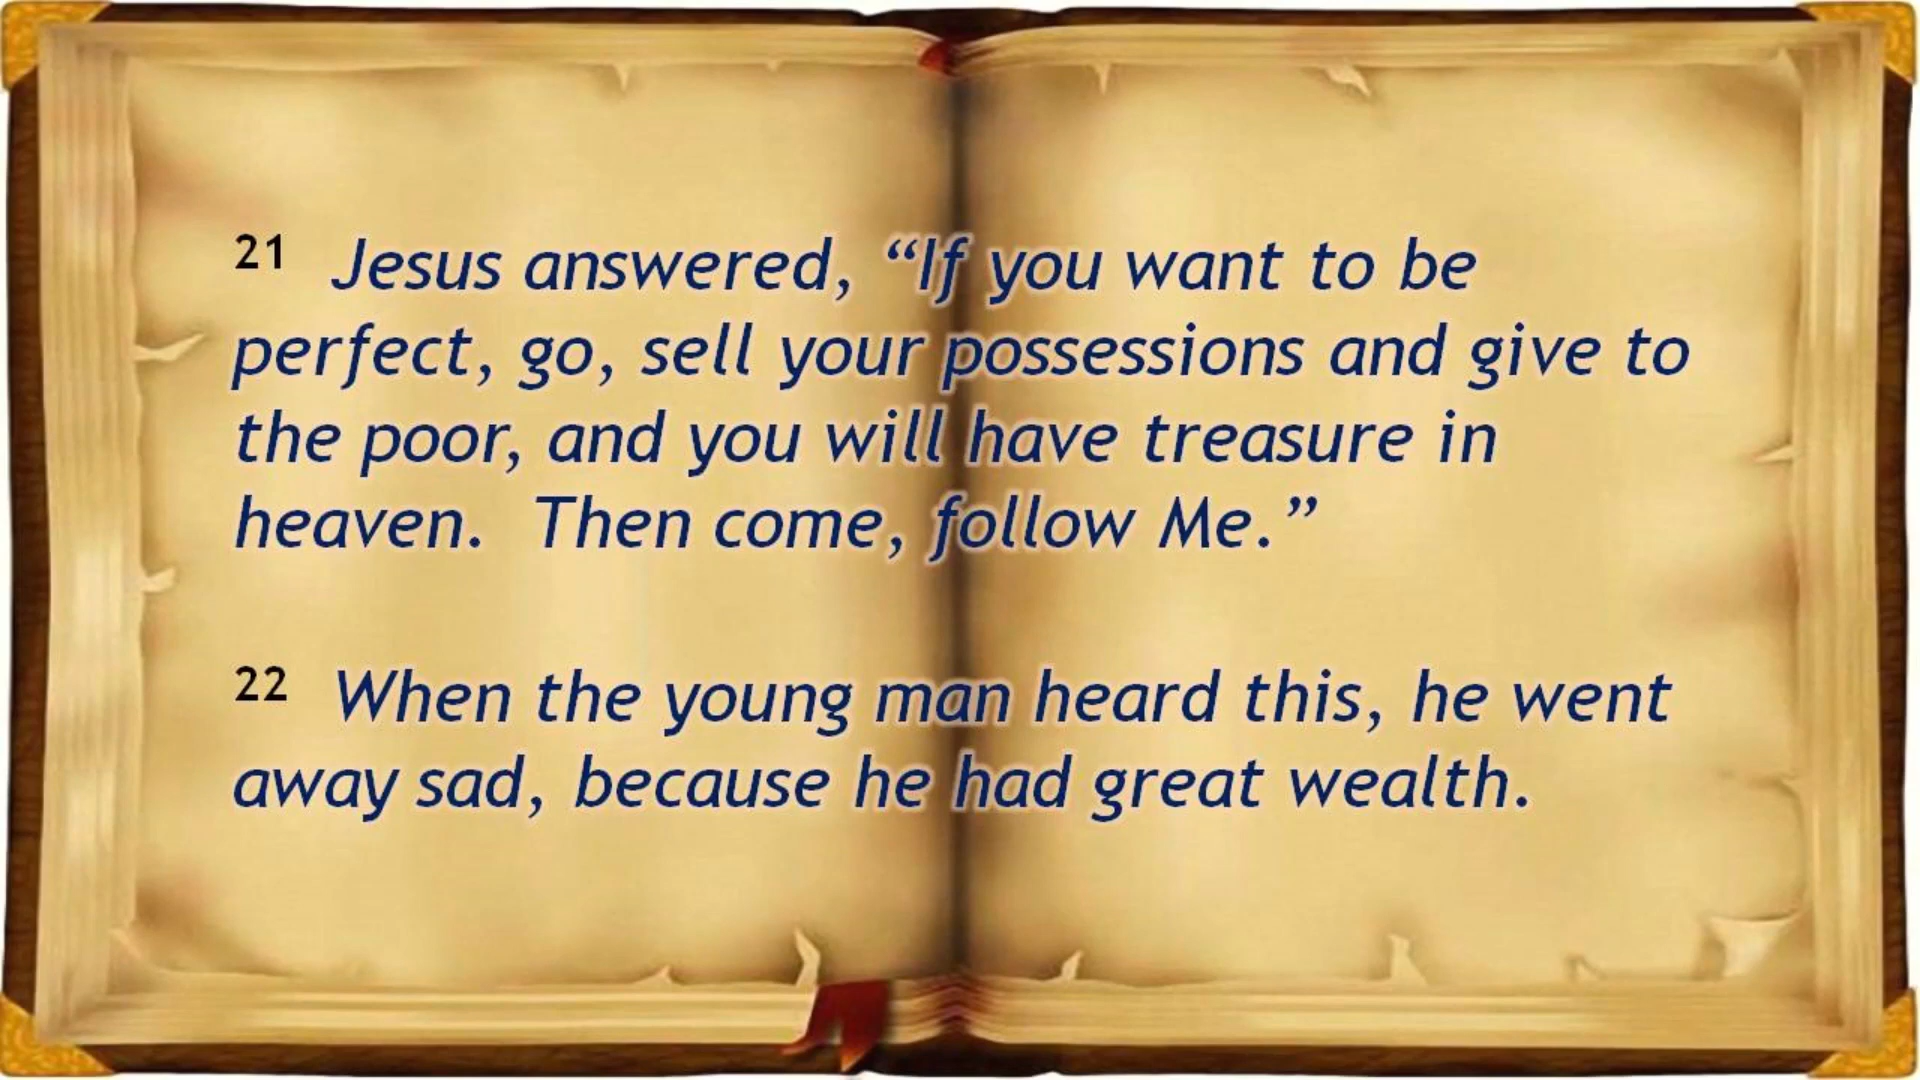 21 Jesus answered, “If you want to be
perfect, go, sell your possessions and give to
the poor, and you will have treasure in
heaven. Then come, follow Me.”
22 When the young man heard this, he went
away sad, because he had great wealth.